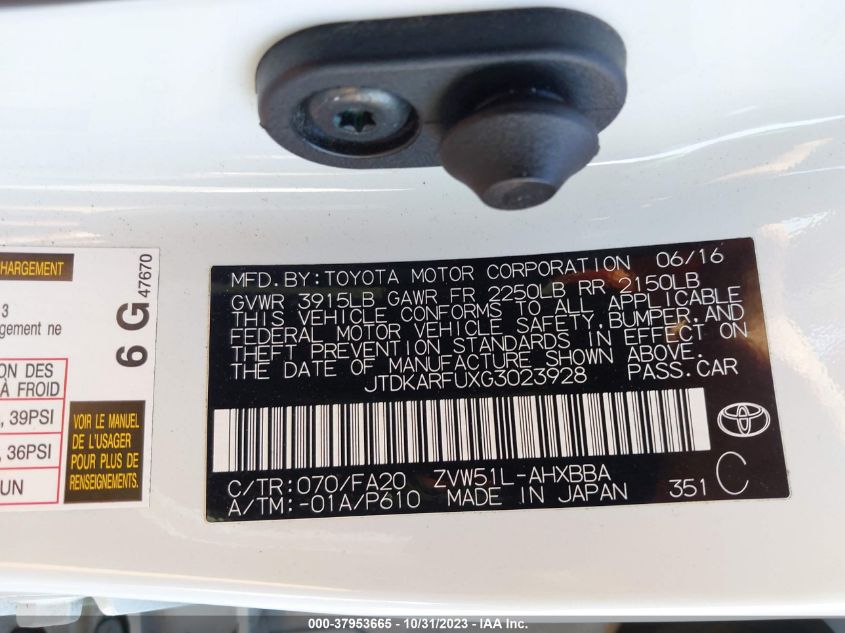 HARGEMENT
3
gement ne
ION DES
À FROID
, 39PSI
, 36PSI
UN
6 G 47670
VOIR LE MANUEL
DE L'USAGER
POUR PLUS DE
RENSEIGNEMENTS
MFD.BY:TOYOTA MOTOR CORPORATION 06/16
GVWR 3915LB GAWR FR 2250LB RR 2150LB
THIS VEHICLE CONFORMS TO ALL APPLICABLE
FEDERAL MOTOR VEHICLE SAFETY,BUMPER,AND
THEFT PREVENTION STANDARDS IN EFFECT ON
THE DATE OF MANUFACTURE SHOWN ABOVE.
JTDKARFUXG3023928 PASS.CAR
C/TR:070/FA20 ZVW51L-AHXBBA
A/TM:-01A/P610 MADE IN JAPAN 351 C
000-37953665 - 10/31/2023 - IAA Inc.